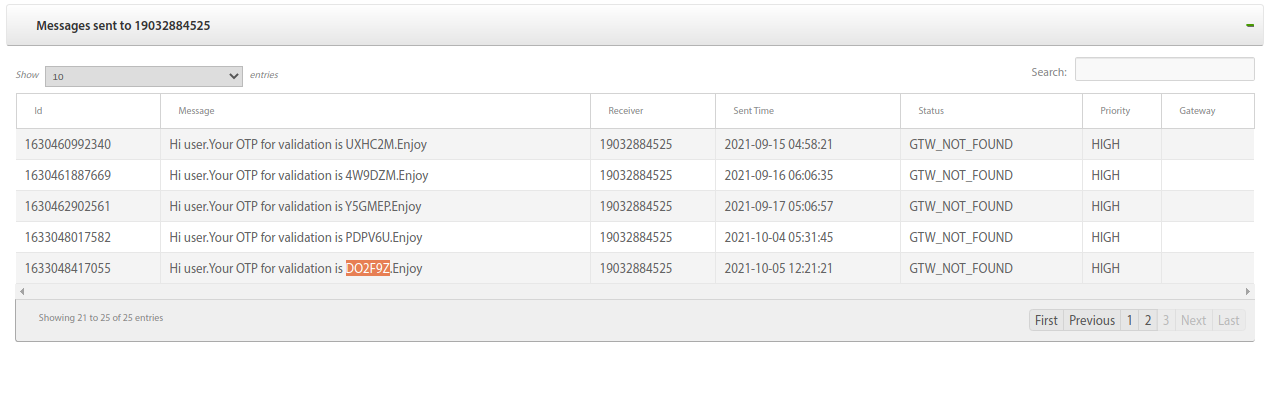 Messages sent to 19032884525
Show 10 entries Search:
Id Message Receiver Sent Time Status Priority Gateway
1630460992340 Hi user.Your OTP for validation is UXHC2M.Enjoy 19032884525 2021-09-15 04:58:21 GTW_NOT_FOUND HIGH
1630461887669 Hi user.Your OTP for validation is 4W9DZM.Enjoy 19032884525 2021-09-16 06:06:35 GTW_NOT_FOUND HIGH
1630462902561 Hi user.Your OTP for validation is Y5GMEP.Enjoy 19032884525 2021-09-17 05:06:57 GTW_NOT_FOUND HIGH
1633048017582 Hi user.Your OTP for validation is PDPV6U.Enjoy 19032884525 2021-10-04 05:31:45 GTW_NOT_FOUND HIGH
1633048417055 Hi user.Your OTP for validation is DO2F9Z.Enjoy 19032884525 2021-10-05 12:21:21 GTW_NOT_FOUND HIGH
Showing 21 to 25 of 25 entries First Previous 1 2 3 Next Last